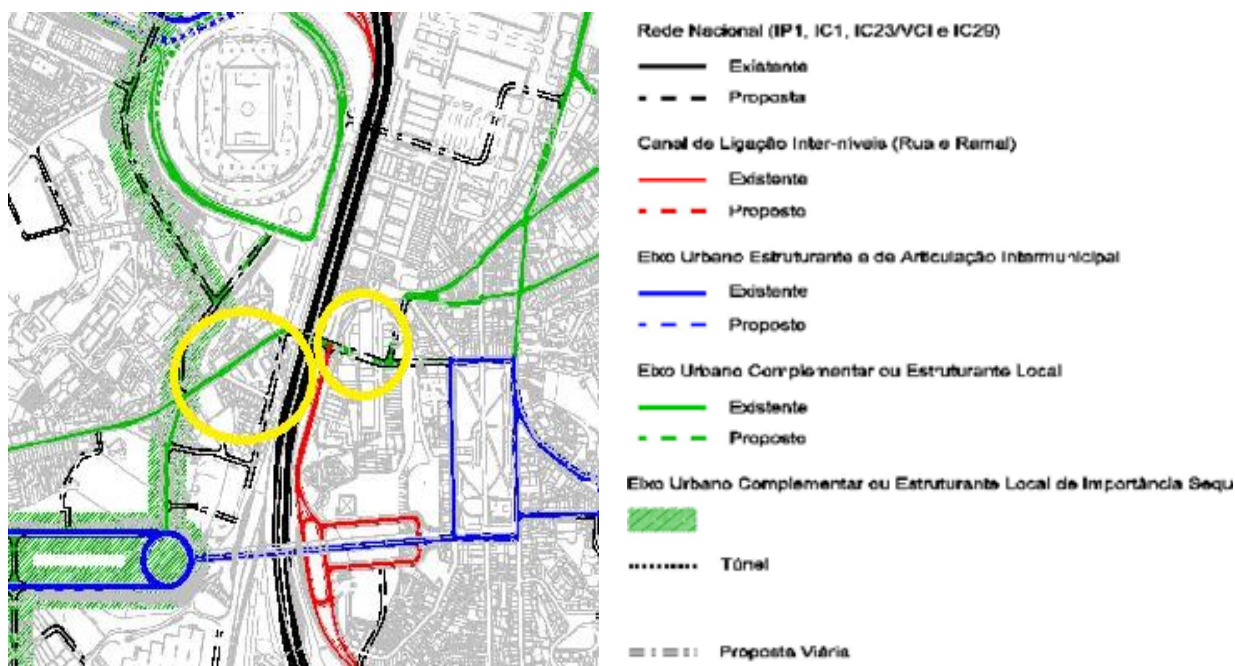 Rede Nacional (IP1, IC1, IC23/VCI e IC29)
Existente
Proposta
Canal de Ligação Inter-níveis (Rua e Ramal)
Existente
Proposto
Eixo Urbano Estruturante e de Articulação Intermunicipal
Existente
Proposto
Eixo Urbano Complementar ou Estruturante Local
Existente
Proposto
Eixo Urbano Complementar ou Estruturante Local de Importância Sequ
Túnel
Proposta Viária